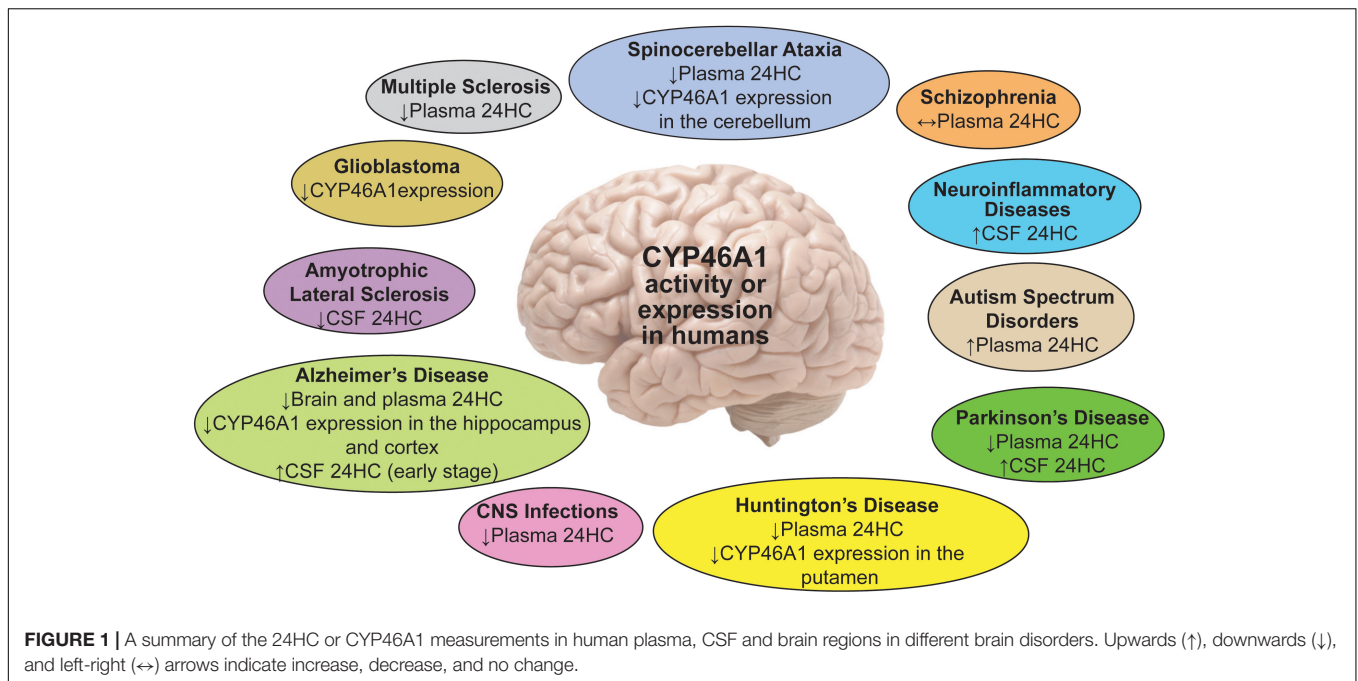 Spinocerebellar Ataxia
↓Plasma 24HC
↓CYP46A1 expression
in the cerebellum
Multiple Sclerosis
↓Plasma 24HC
Schizophrenia
↔Plasma 24HC
Glioblastoma
↓CYP46A1expression
Neuroinflammatory
Diseases
↑CSF 24HC
CYP46A1
activity or
expression
in humans
Amyotrophic
Lateral Sclerosis
↓CSF 24HC
Autism Spectrum
Disorders
↑Plasma 24HC
Alzheimer's Disease
↓Brain and plasma 24HC
↓CYP46A1 expression in the hippocampus
and cortex
↑CSF 24HC (early stage)
Parkinson's Disease
↓Plasma 24HC
↑CSF 24HC
CNS Infections
↓Plasma 24HC
Huntington's Disease
↓Plasma 24HC
↓CYP46A1 expression in the
putamen
FIGURE 1 | A summary of the 24HC or CYP46A1 measurements in human plasma, CSF and brain regions in different brain disorders. Upwards (↑), downwards (↓),
and left-right (↔) arrows indicate increase, decrease, and no change.